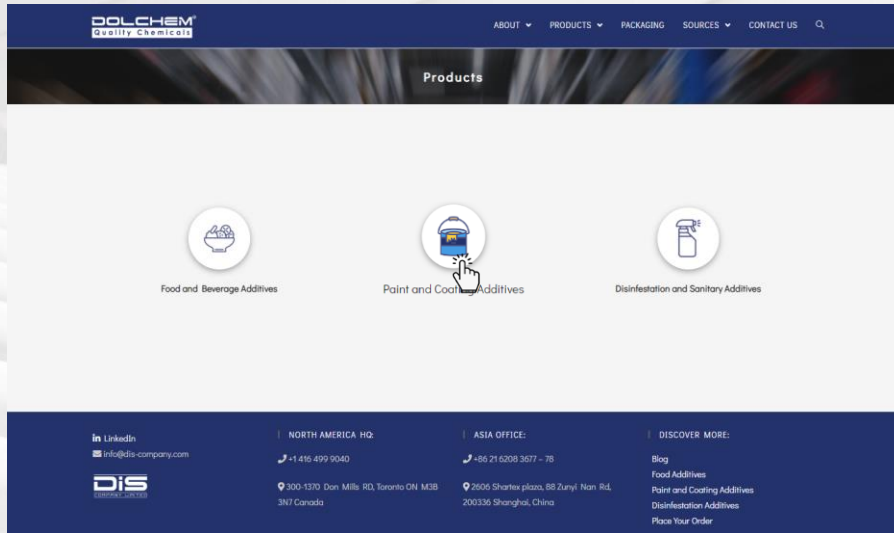 DOLCHEM®
Quality Chemicals
ABOUT
PRODUCTS
PACKAGING
SOURCES
CONTACT US
Products
Food and Beverage Additives
Paint and Coating Additives
Disinfestation and Sanitary Additives
LinkedIn
info@dis-company.com
DiS
COMPANY LIMITED
NORTH AMERICA HQ:
+1 416 499 9040
300-1370 Don Mills RD, Toronto ON M3B
3N7 Canada
ASIA OFFICE:
+86 21 6208 3677 – 78
2606 Shartex plaza, 88 Zunyi Nan Rd,
200336 Shanghai, China
DISCOVER MORE:
Blog
Food Additives
Paint and Coating Additives
Disinfestation Additives
Place Your Order